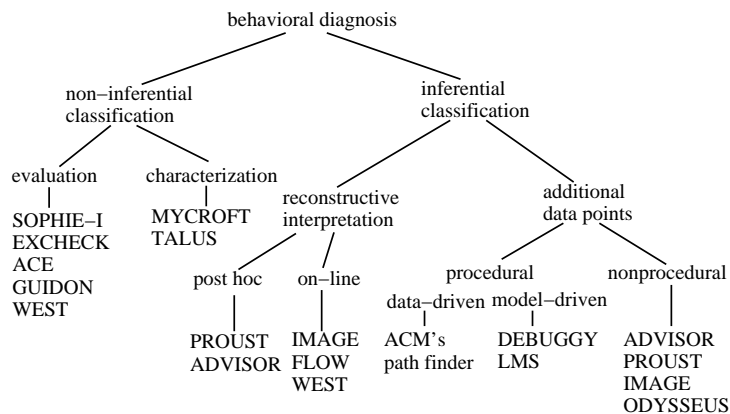 behavioral diagnosis
non−inferential
classification
inferential
classification
evaluation
characterization
reconstructive
interpretation
additional
data points
SOPHIE−I
EXCHECK
ACE
GUIDON
WEST
MYCROFT
TALUS
post hoc
on−line
procedural
nonprocedural
data−driven
model−driven
PROUST
ADVISOR
IMAGE
FLOW
WEST
ACM's
path finder
DEBUGGY
LMS
ADVISOR
PROUST
IMAGE
ODYSSEUS